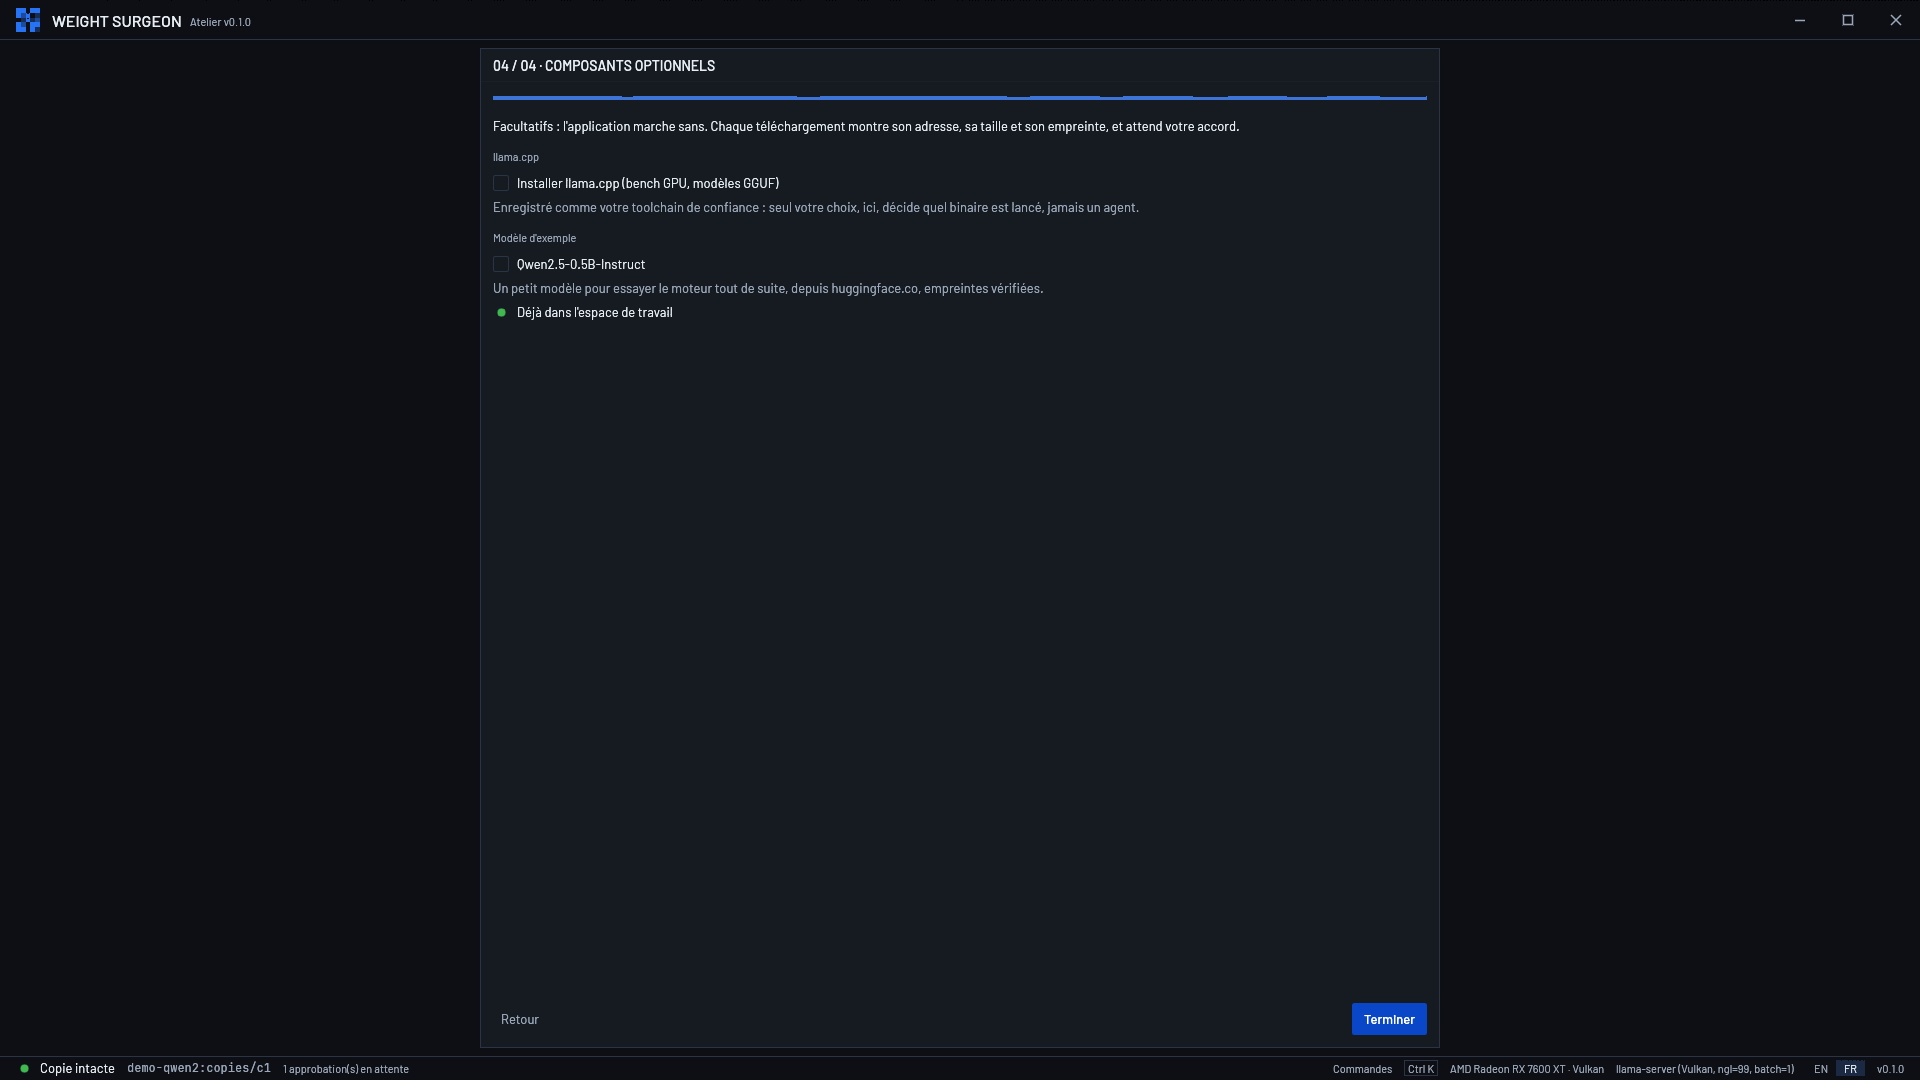 WEIGHT SURGEON Atelier v0.1.0
04 / 04 · COMPOSANTS OPTIONNELS
Facultatifs : l'application marche sans. Chaque téléchargement montre son adresse, sa taille et son empreinte, et attend votre accord.
llama.cpp
Installer llama.cpp (bench GPU, modèles GGUF)
Enregistré comme votre toolchain de confiance : seul votre choix, ici, décide quel binaire est lancé, jamais un agent.
Modèle d'exemple
Qwen2.5-0.5B-Instruct
Un petit modèle pour essayer le moteur tout de suite, depuis huggingface.co, empreintes vérifiées.
Déjà dans l'espace de travail
Retour Terminer
Copie intacte demo-qwen2:copies/c1 1 approbation(s) en attente Commandes Ctrl K AMD Radeon RX 7600 XT · Vulkan llama-server (Vulkan, ngl=99, batch=1) EN FR v0.1.0